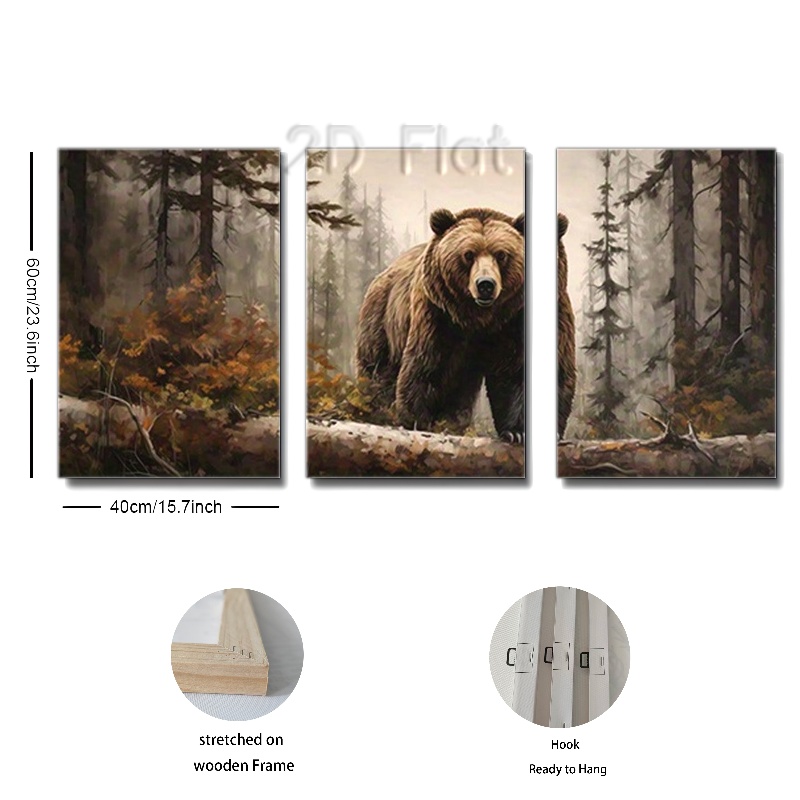 2D Flat
60cm/23.6inch
40cm/15.7inch
stretched on
wooden Frame
Hook
Ready to Hang